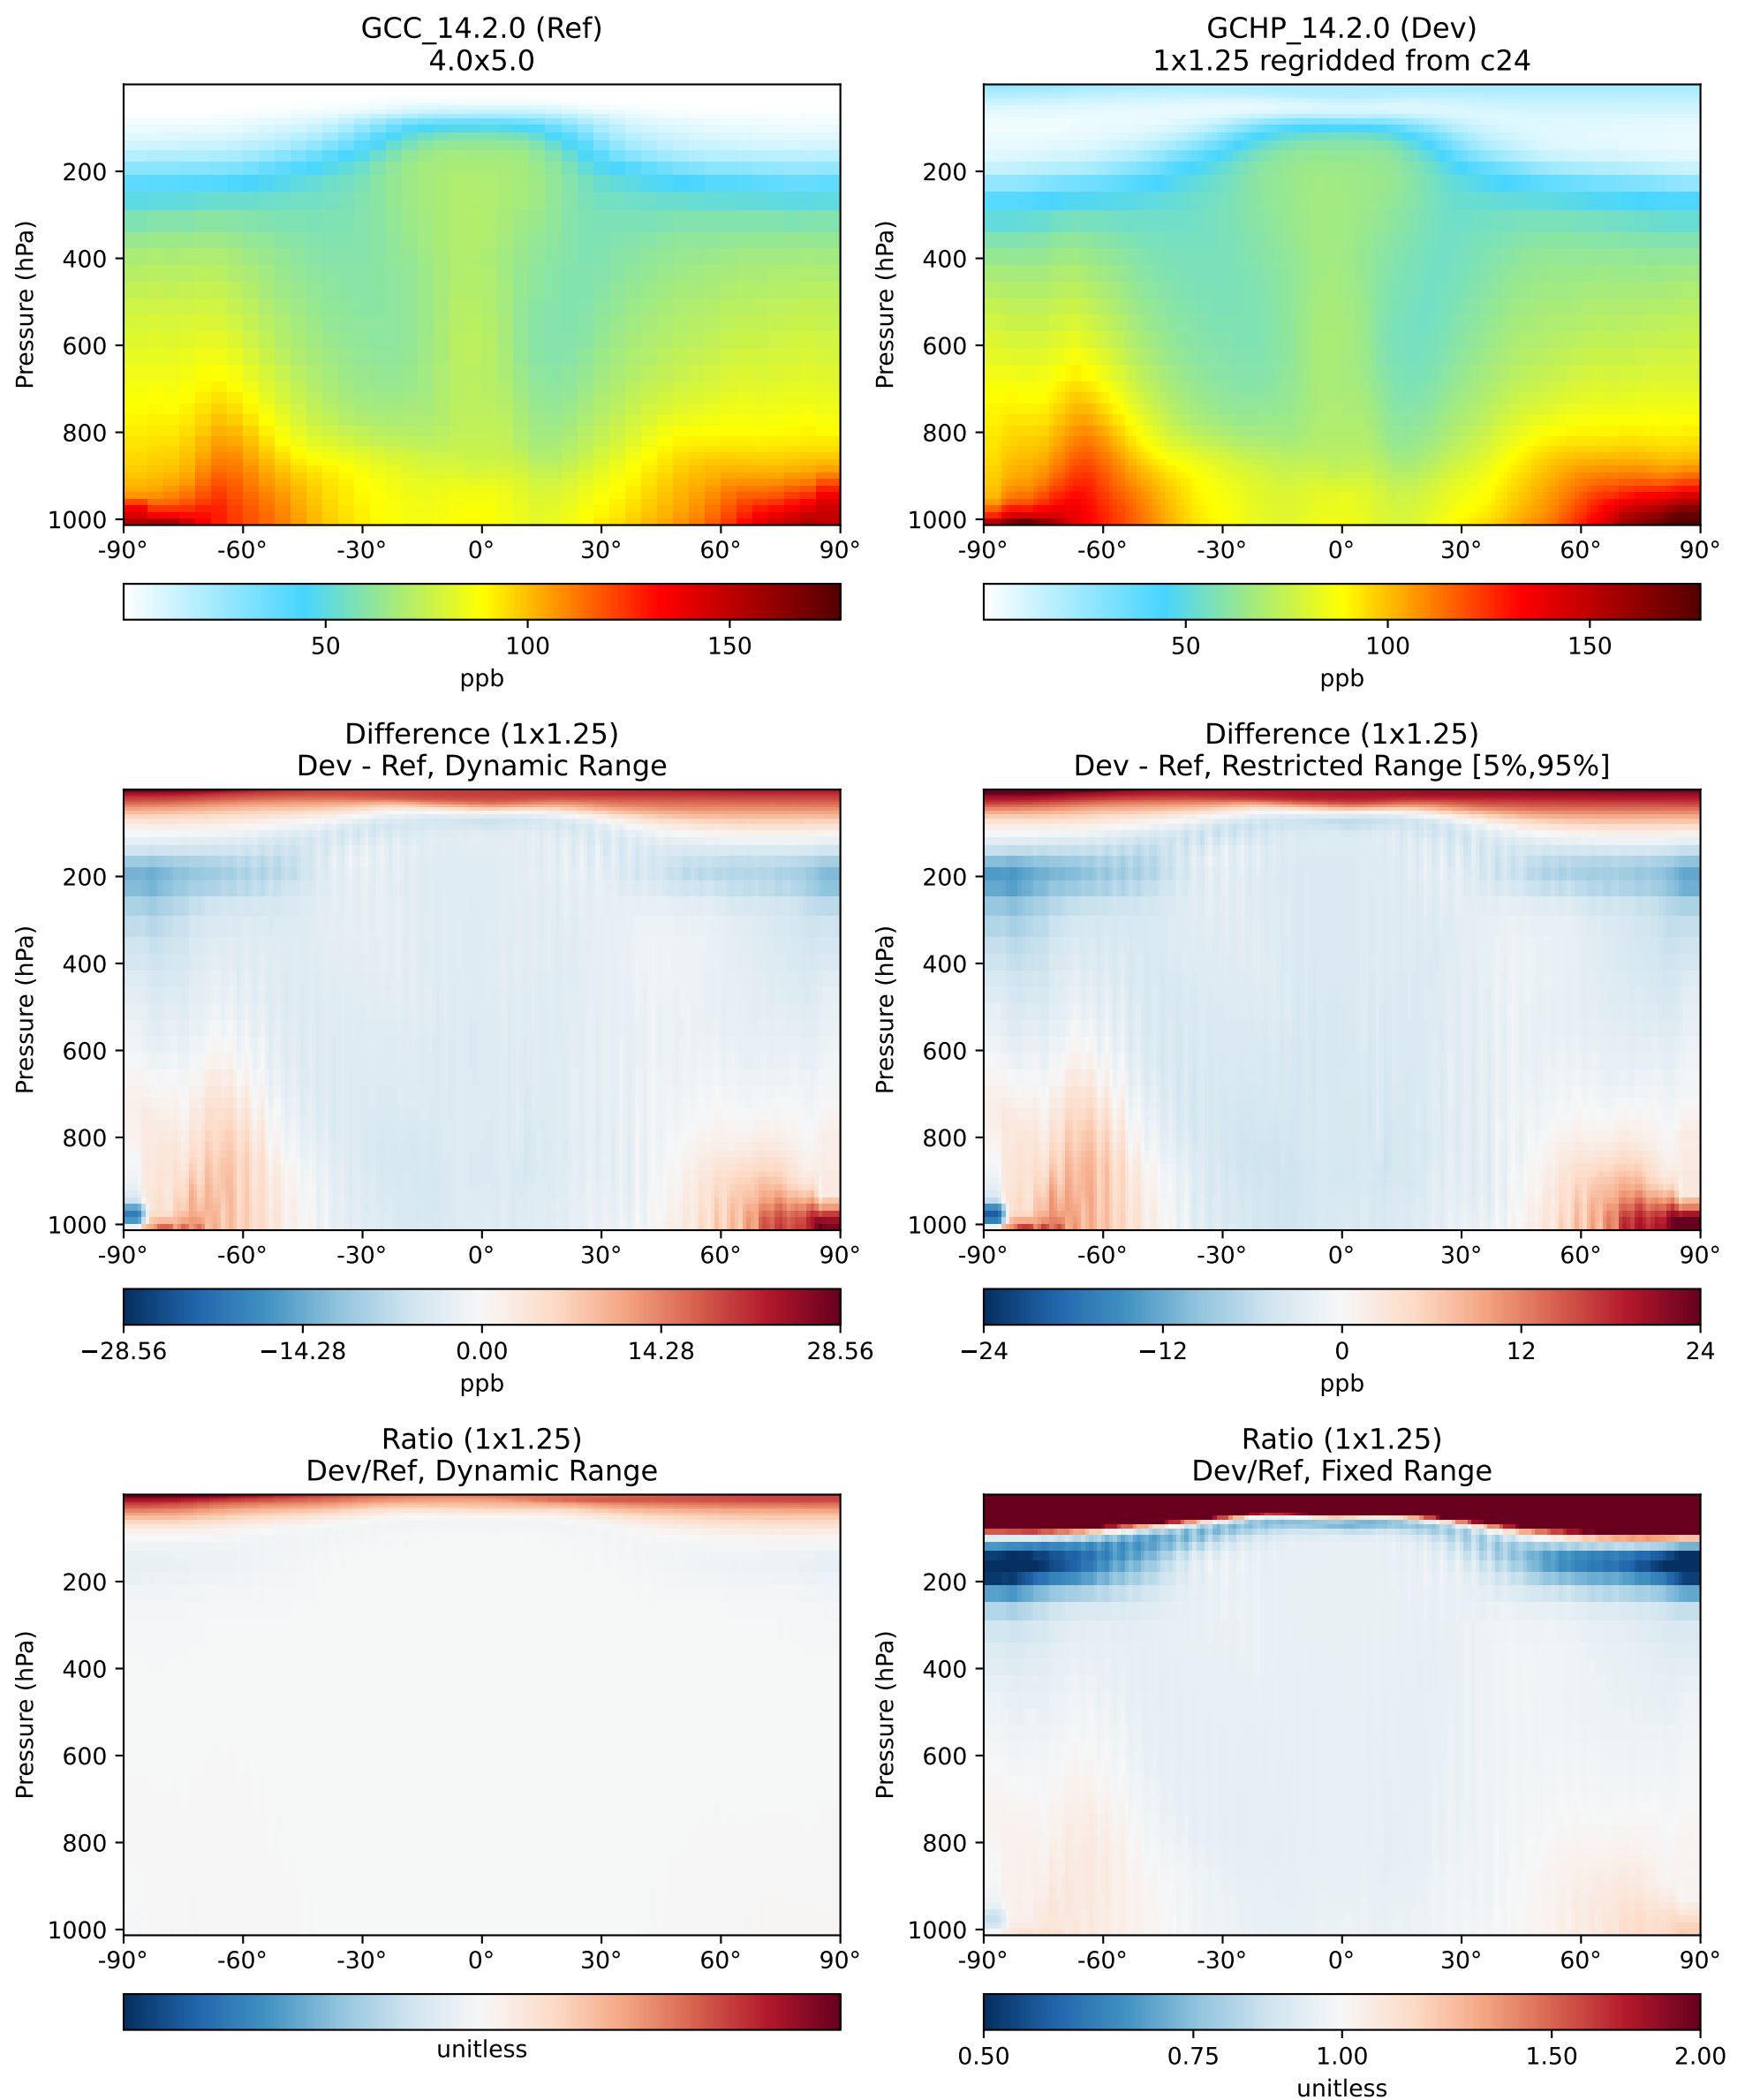 GCC_14.2.0 (Ref)
4.0x5.0
Pressure (hPa)
200
400
600
800
1000
-90° -60° -30° 0° 30° 60° 90°
50 100 150
ppb
GCHP_14.2.0 (Dev)
1x1.25 regridded from c24
Pressure (hPa)
200
400
600
800
1000
-90° -60° -30° 0° 30° 60° 90°
50 100 150
ppb
Difference (1x1.25)
Dev - Ref, Dynamic Range
Pressure (hPa)
200
400
600
800
1000
-90° -60° -30° 0° 30° 60° 90°
−28.56 −14.28 0.00 14.28 28.56
ppb
Difference (1x1.25)
Dev - Ref, Restricted Range [5%,95%]
Pressure (hPa)
200
400
600
800
1000
-90° -60° -30° 0° 30° 60° 90°
−24 −12 0 12 24
ppb
Ratio (1x1.25)
Dev/Ref, Dynamic Range
Pressure (hPa)
200
400
600
800
1000
-90° -60° -30° 0° 30° 60° 90°
unitless
Ratio (1x1.25)
Dev/Ref, Fixed Range
Pressure (hPa)
200
400
600
800
1000
-90° -60° -30° 0° 30° 60° 90°
0.50 0.75 1.00 1.50 2.00
unitless